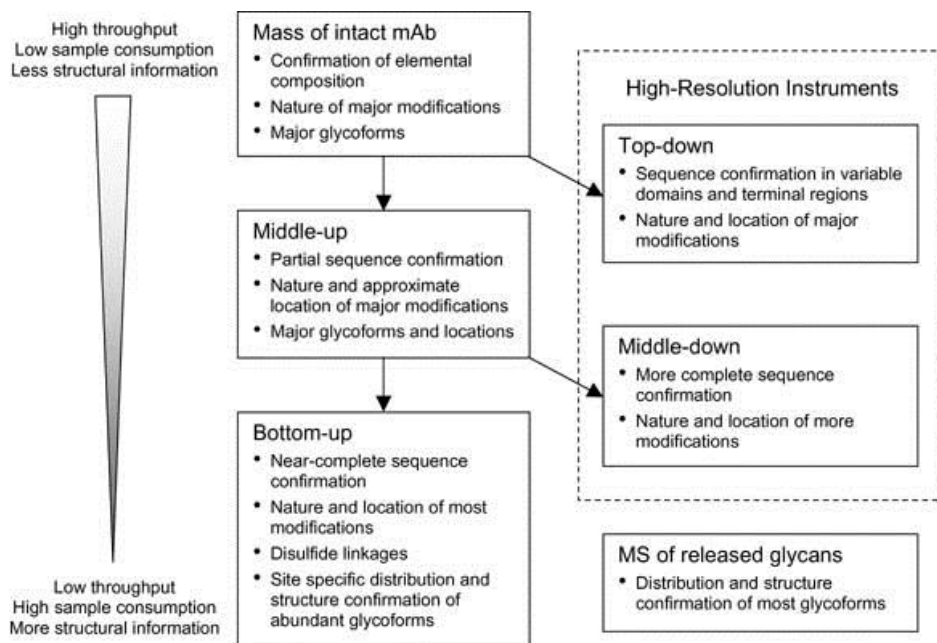 High throughput
Low sample consumption
Less structural information
Low throughput
High sample consumption
More structural information
Mass of intact mAb
• Confirmation of elemental
composition
• Nature of major modifications
• Major glycoforms
Middle-up
• Partial sequence confirmation
• Nature and approximate
location of major modifications
• Major glycoforms and locations
Bottom-up
• Near-complete sequence
confirmation
• Nature and location of most
modifications
• Disulfide linkages
• Site specific distribution and
structure confirmation of
abundant glycoforms
High-Resolution Instruments
Top-down
• Sequence confirmation in variable
domains and terminal regions
• Nature and location of major
modifications
Middle-down
• More complete sequence
confirmation
• Nature and location of more
modifications
MS of released glycans
• Distribution and structure
confirmation of most glycoforms